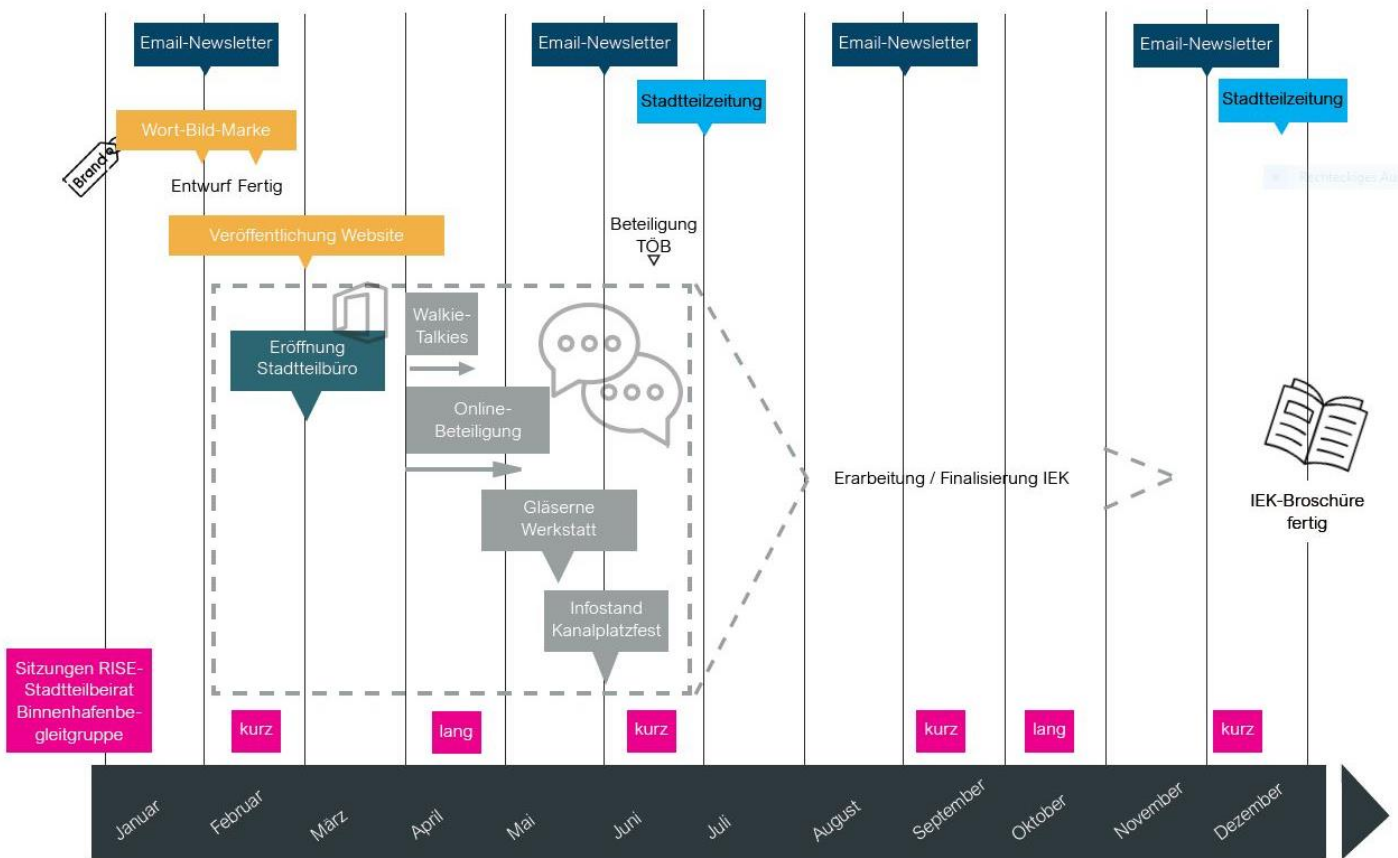 Email-Newsletter
Email-Newsletter
Email-Newsletter
Email-Newsletter
Stadtteilzeitung
Stadtteilzeitung
Wort-Bild-Marke
Brand
Entwurf Fertig
Rechteckiges Au
Veröffentlichung Website
Beteiligung
TÖB
Walkie-
Talkies
Eröffnung
Stadtteilbüro
Online-
Beteiligung
Erarbeitung / Finalisierung IEK
Gläserne
Werkstatt
IEK-Broschüre
fertig
Infostand
Kanalplatzfest
Sitzungen RISE-
Stadtteilbeirat
Binnenhafenbe-
gleitgruppe
kurz
lang
kurz
kurz
lang
kurz
Januar
Februar
März
April
Mai
Juni
Juli
August
September
Oktober
November
Dezember